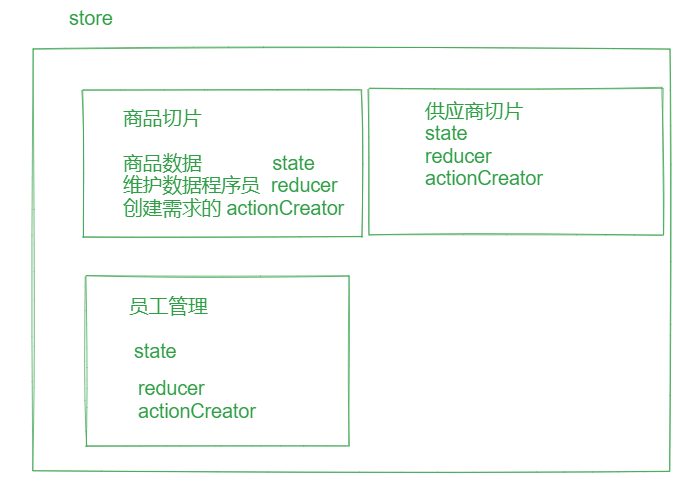 store
商品切片
商品数据 state
维护数据程序员 reducer
创建需求的 actionCreator
供应商切片
state
reducer
actionCreator
员工管理
state
reducer
actionCreator